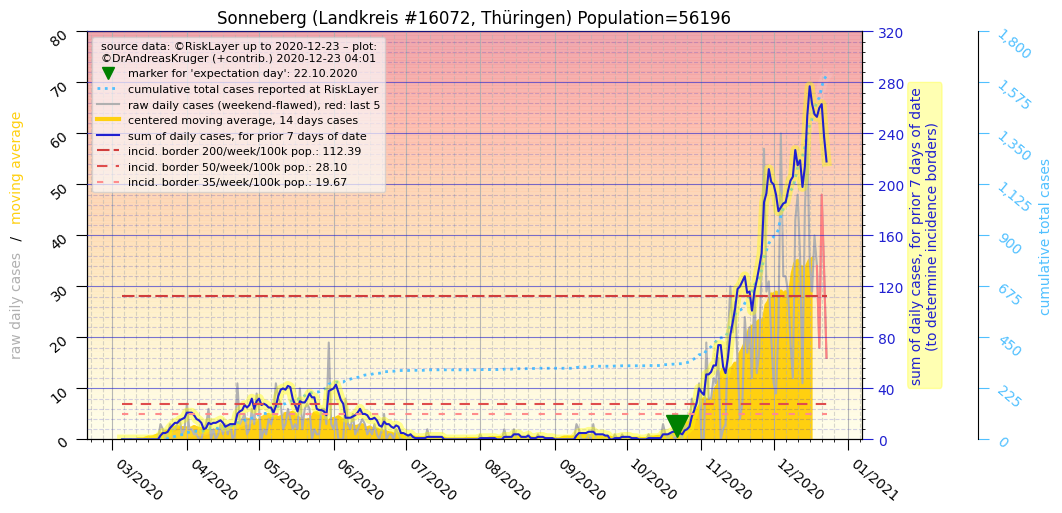 Sonneberg (Landkreis #16072, Thüringen) Population=56196
source data: ©RiskLayer up to 2020-12-23 – plot:
©DrAndreasKruger (+contrib.) 2020-12-23 04:01
marker for 'expectation day': 22.10.2020
cumulative total cases reported at RiskLayer
raw daily cases (weekend-flawed), red: last 5
centered moving average, 14 days cases
sum of daily cases, for prior 7 days of date
incid. border 200/week/100k pop.: 112.39
incid. border 50/week/100k pop.: 28.10
incid. border 35/week/100k pop.: 19.67
raw daily cases / moving average
80
70
60
50
40
30
20
10
0
320
280
240
200
160
120
80
40
0
sum of daily cases, for prior 7 days of date
(to determine incidence borders)
1,800
1,575
1,350
1,125
900
675
450
225
0
cumulative total cases
03/2020
04/2020
05/2020
06/2020
07/2020
08/2020
09/2020
10/2020
11/2020
12/2020
01/2021